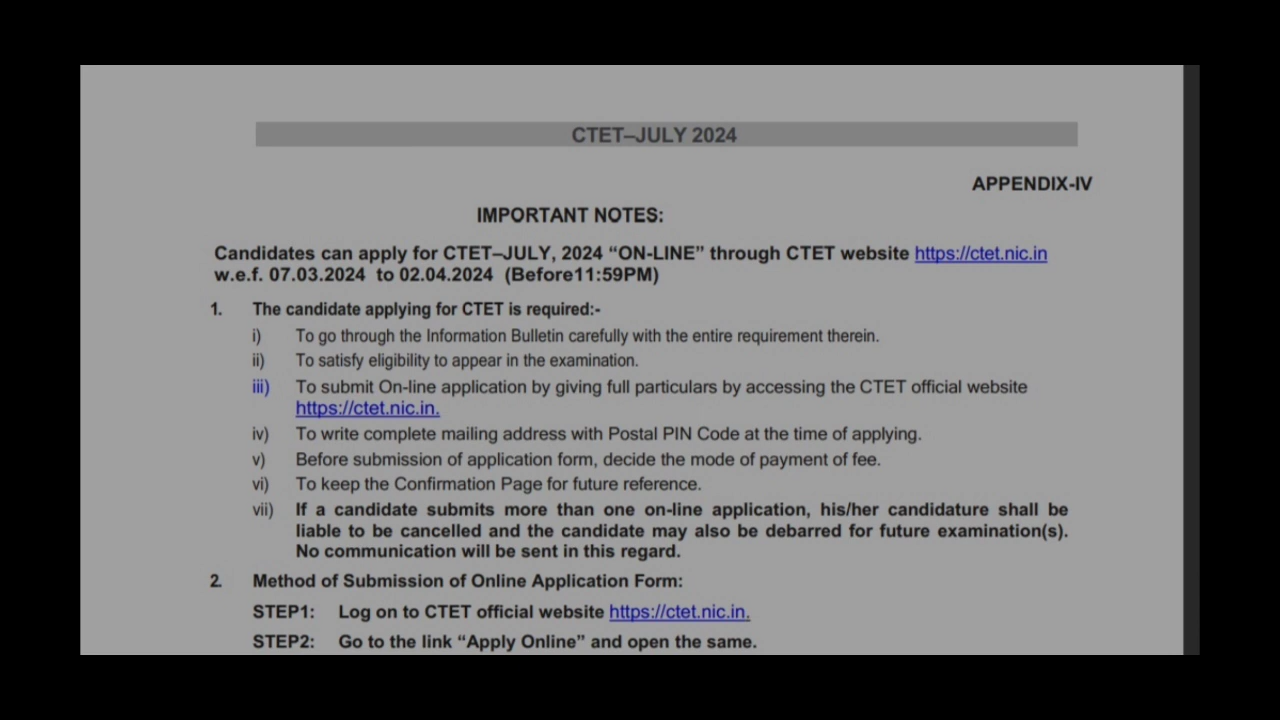 CTET–JULY 2024
APPENDIX-IV
IMPORTANT NOTES:
Candidates can apply for CTET–JULY, 2024 “ON-LINE” through CTET website https://ctet.nic.in
w.e.f. 07.03.2024 to 02.04.2024 (Before11:59PM)
1. The candidate applying for CTET is required:-
i) To go through the Information Bulletin carefully with the entire requirement therein.
ii) To satisfy eligibility to appear in the examination.
iii) To submit On-line application by giving full particulars by accessing the CTET official website
https://ctet.nic.in.
iv) To write complete mailing address with Postal PIN Code at the time of applying.
v) Before submission of application form, decide the mode of payment of fee.
vi) To keep the Confirmation Page for future reference.
vii) If a candidate submits more than one on-line application, his/her candidature shall be
liable to be cancelled and the candidate may also be debarred for future examination(s).
No communication will be sent in this regard.
2. Method of Submission of Online Application Form:
STEP1: Log on to CTET official website https://ctet.nic.in.
STEP2: Go to the link “Apply Online” and open the same.